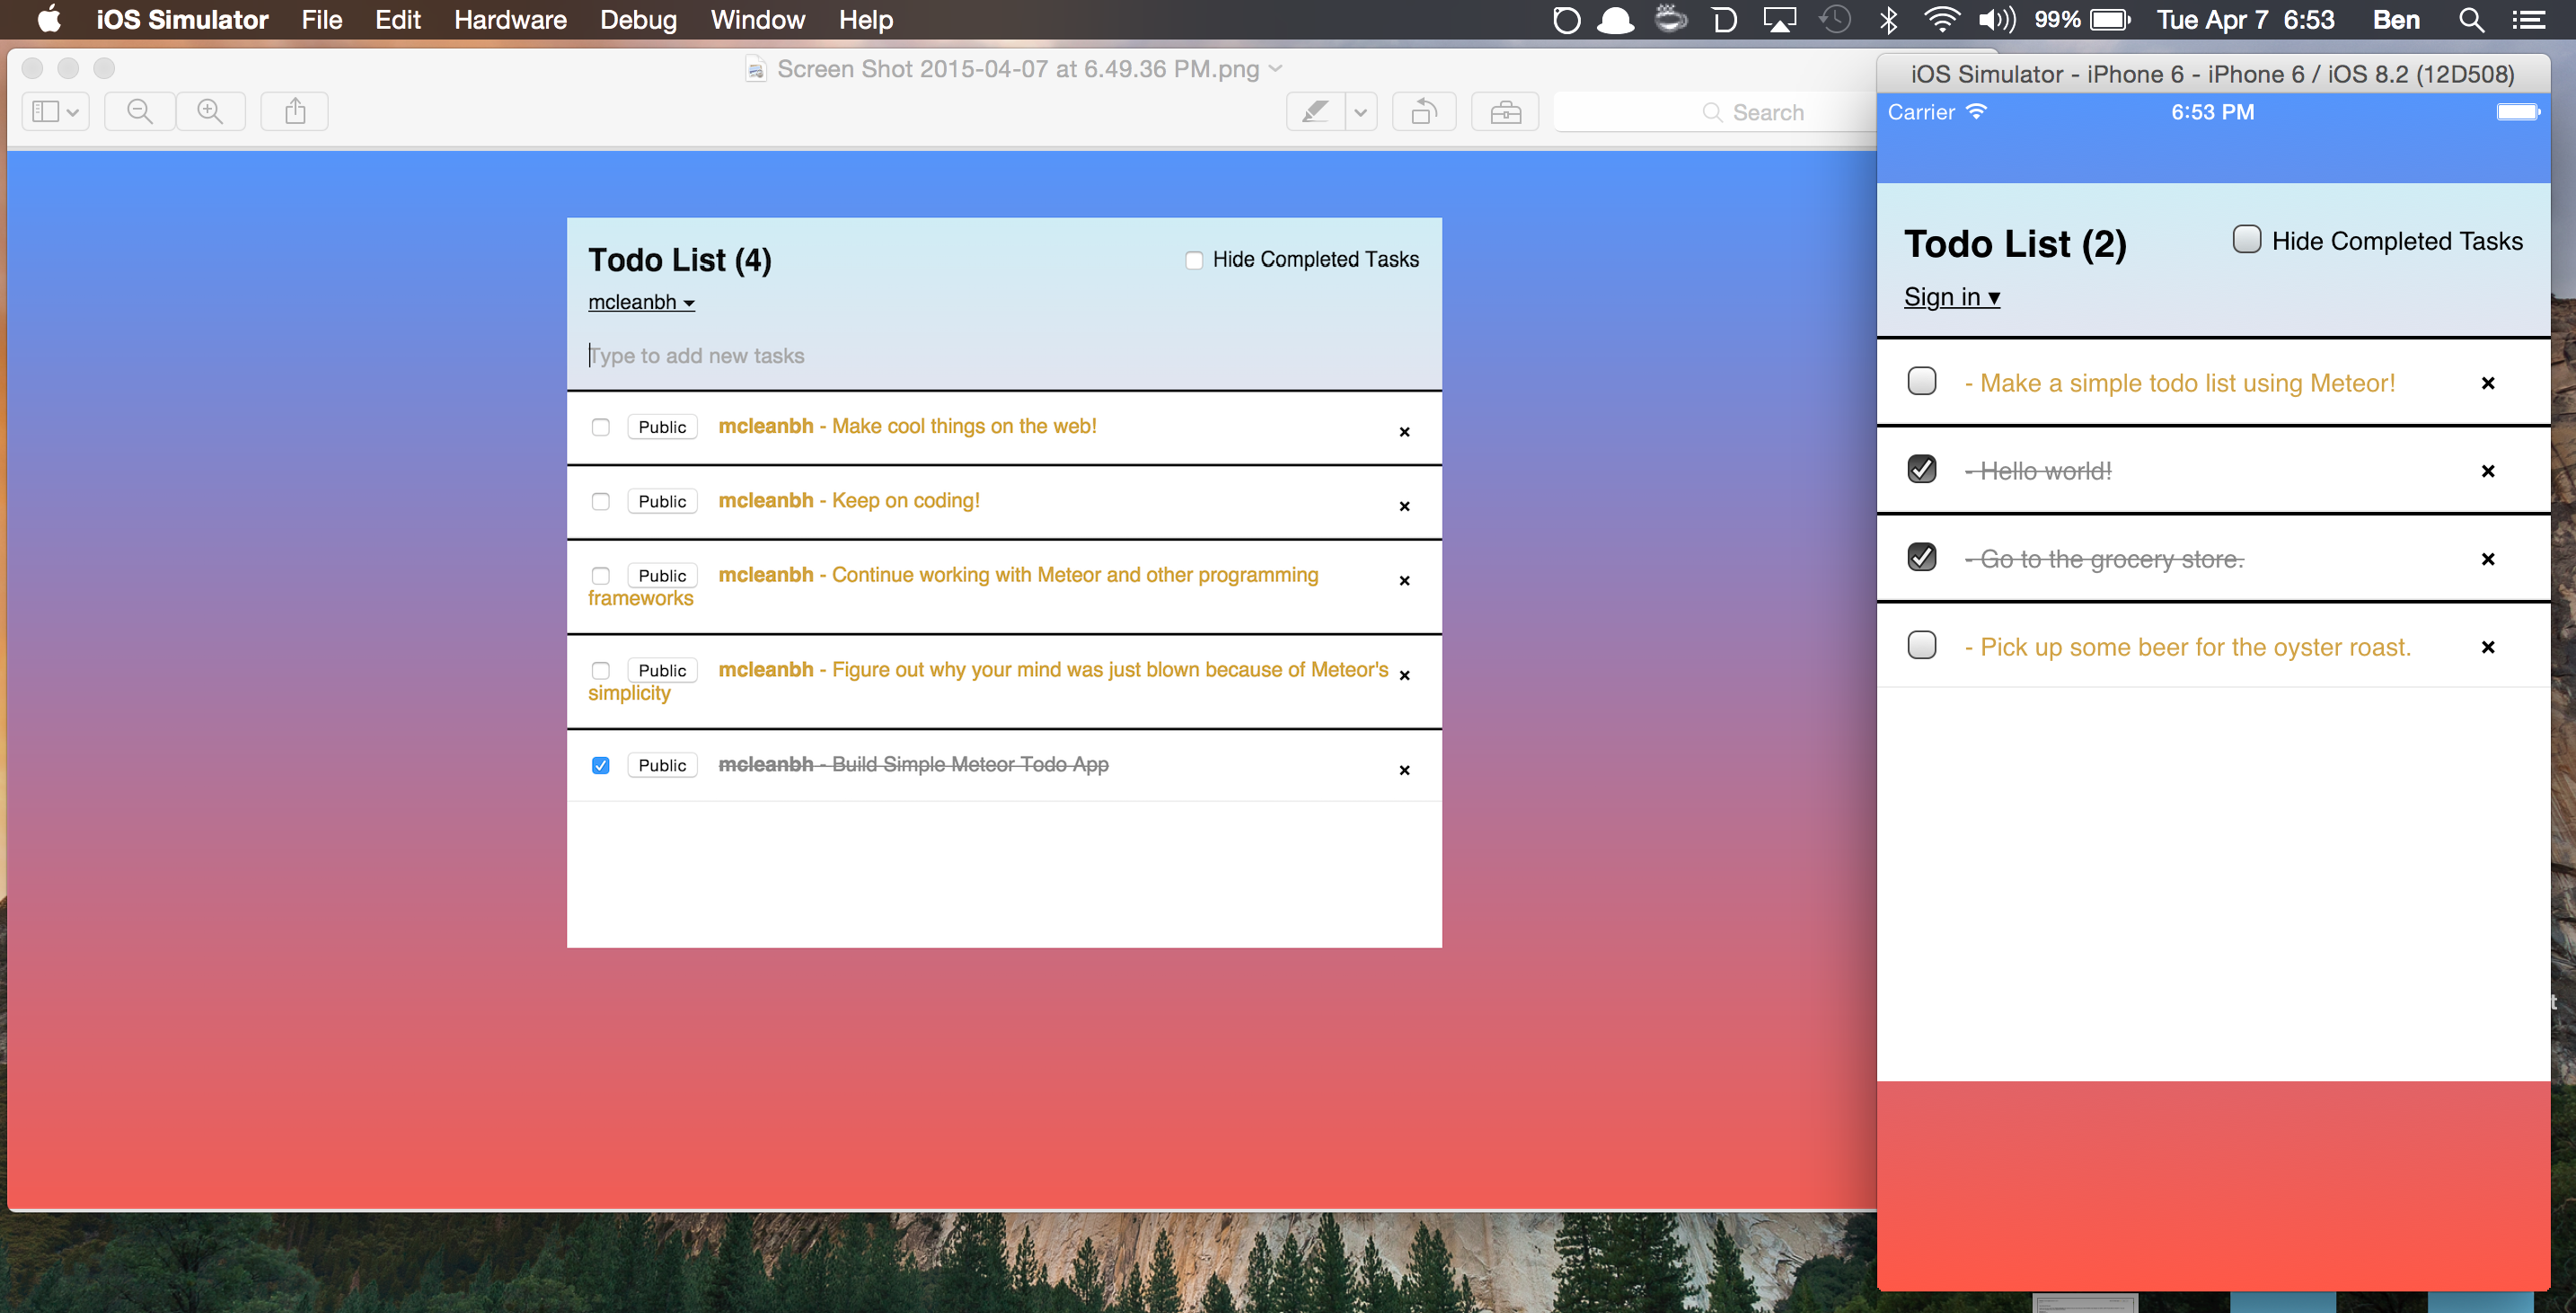 iOS Simulator File Edit Hardware Debug Window Help 99% Tue Apr 7 6:53 Ben
Screen Shot 2015-04-07 at 6.49.36 PM.png
Search
Todo List (4)
Hide Completed Tasks
mcleanbh ▾
Type to add new tasks
Public mcleanbh - Make cool things on the web! ×
Public mcleanbh - Keep on coding! ×
Public mcleanbh - Continue working with Meteor and other programming ×
frameworks
Public mcleanbh - Figure out why your mind was just blown because of Meteor's ×
simplicity
Public mcleanbh - Build Simple Meteor Todo App ×
iOS Simulator - iPhone 6 - iPhone 6 / iOS 8.2 (12D508)
Carrier 6:53 PM
Todo List (2)
Hide Completed Tasks
Sign in ▾
- Make a simple todo list using Meteor! ×
- Hello world! ×
- Go to the grocery store. ×
- Pick up some beer for the oyster roast. ×